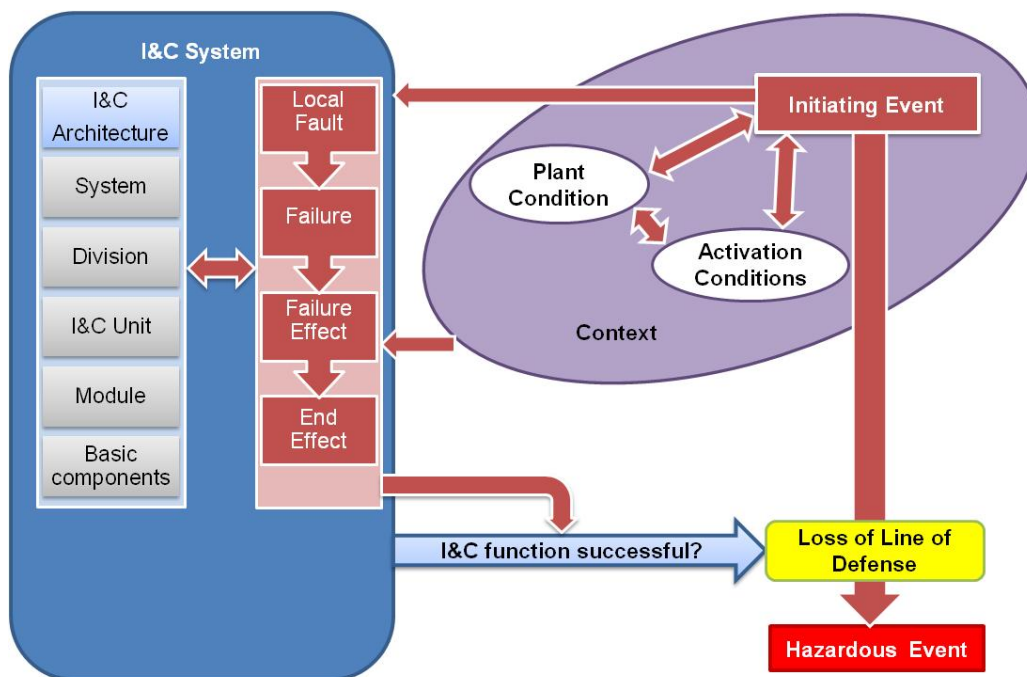 I&C System
I&C
Architecture
System
Division
I&C Unit
Module
Basic
components
Local
Fault
Failure
Failure
Effect
End
Effect
Initiating Event
Plant
Condition
Activation
Conditions
Context
I&C function successful?
Loss of Line of
Defense
Hazardous Event